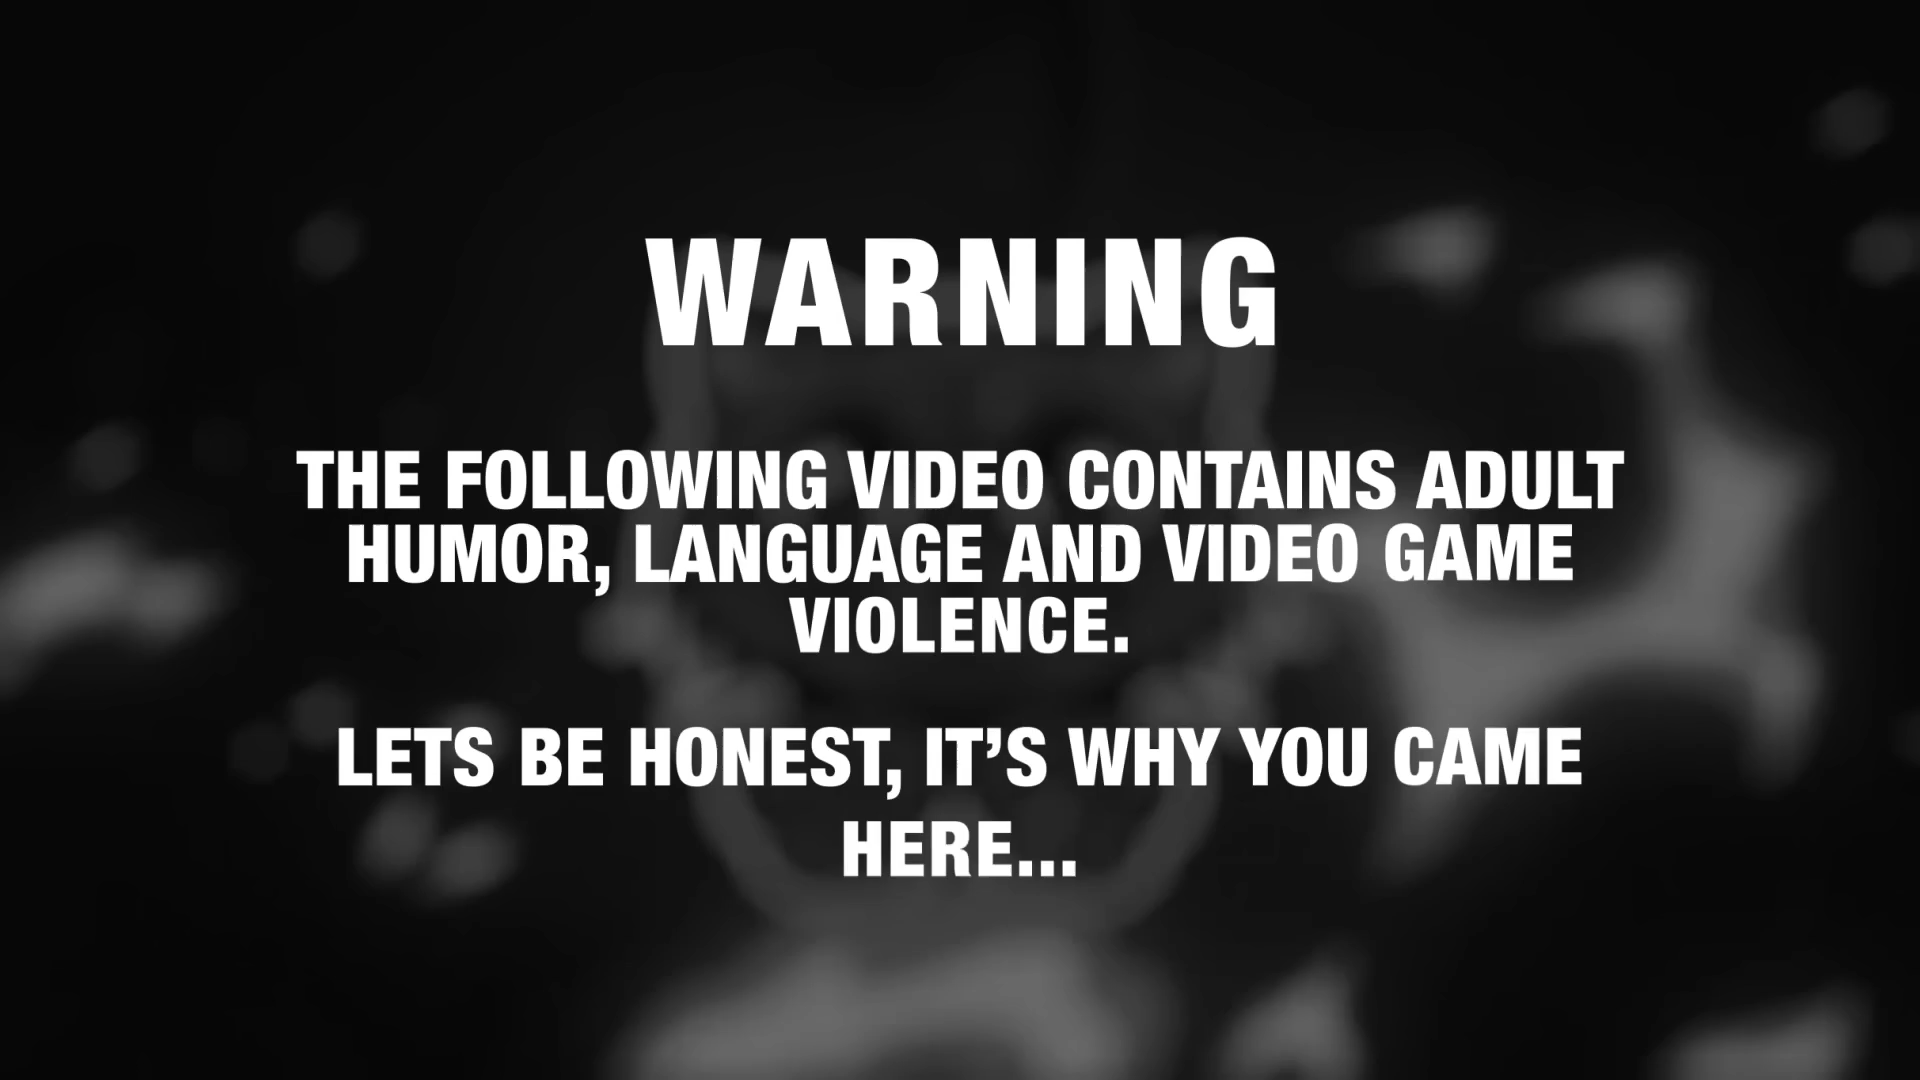 WARNING
THE FOLLOWING VIDEO CONTAINS ADULT
HUMOR, LANGUAGE AND VIDEO GAME
VIOLENCE.
LETS BE HONEST, IT’S WHY YOU CAME
HERE...